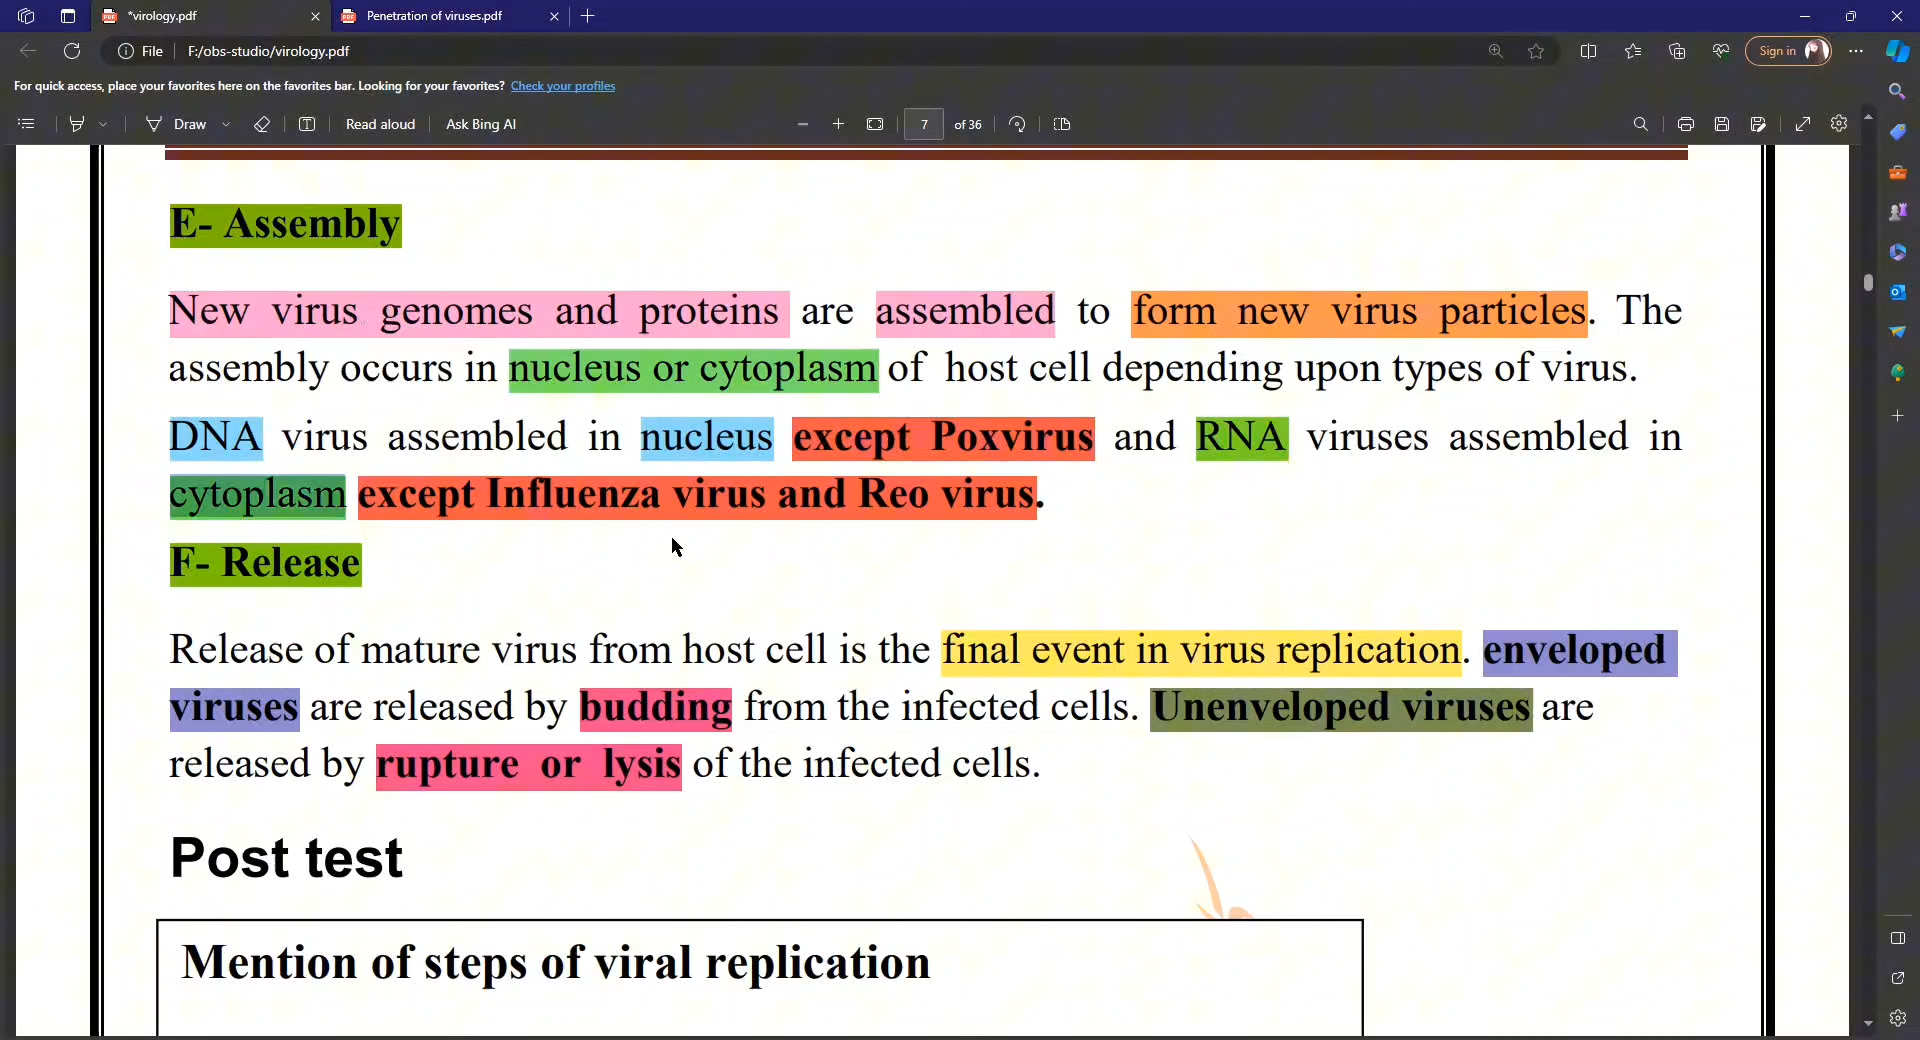 *virology.pdf
Penetration of viruses.pdf
File F:/obs-studio/virology.pdf
Sign in
For quick access, place your favorites here on the favorites bar. Looking for your favorites? Check your profiles
Draw Read aloud Ask Bing AI 7 of 36
E- Assembly
New virus genomes and proteins are assembled to form new virus particles. The
assembly occurs in nucleus or cytoplasm of host cell depending upon types of virus.
DNA virus assembled in nucleus except Poxvirus and RNA viruses assembled in
cytoplasm except Influenza virus and Reo virus.
F- Release
Release of mature virus from host cell is the final event in virus replication. enveloped
viruses are released by budding from the infected cells. Unenveloped viruses are
released by rupture or lysis of the infected cells.
Post test
Mention of steps of viral replication